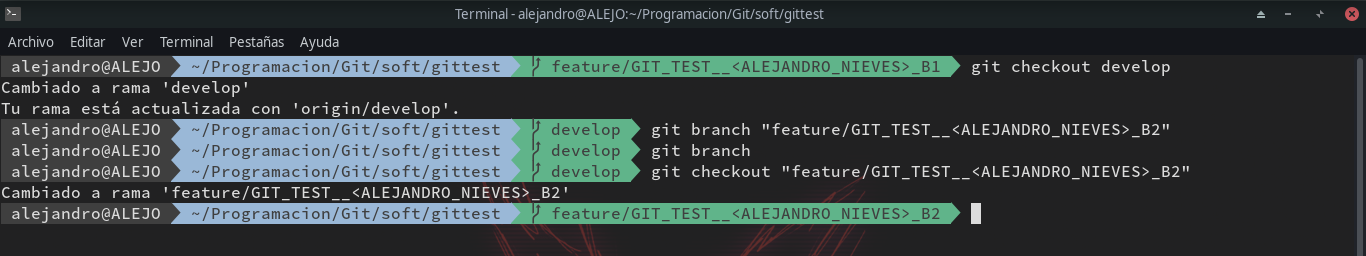 Terminal - alejandro@ALEJO:~/Programacion/Git/soft/gittest
Archivo Editar Ver Terminal Pestañas Ayuda
alejandro@ALEJO ~/Programacion/Git/soft/gittest feature/GIT_TEST__<ALEJANDRO_NIEVES>_B1 git checkout develop
Cambiado a rama 'develop'
Tu rama está actualizada con 'origin/develop'.
alejandro@ALEJO ~/Programacion/Git/soft/gittest develop git branch "feature/GIT_TEST__<ALEJANDRO_NIEVES>_B2"
alejandro@ALEJO ~/Programacion/Git/soft/gittest develop git branch
alejandro@ALEJO ~/Programacion/Git/soft/gittest develop git checkout "feature/GIT_TEST__<ALEJANDRO_NIEVES>_B2"
Cambiado a rama 'feature/GIT_TEST__<ALEJANDRO_NIEVES>_B2'
alejandro@ALEJO ~/Programacion/Git/soft/gittest feature/GIT_TEST__<ALEJANDRO_NIEVES>_B2